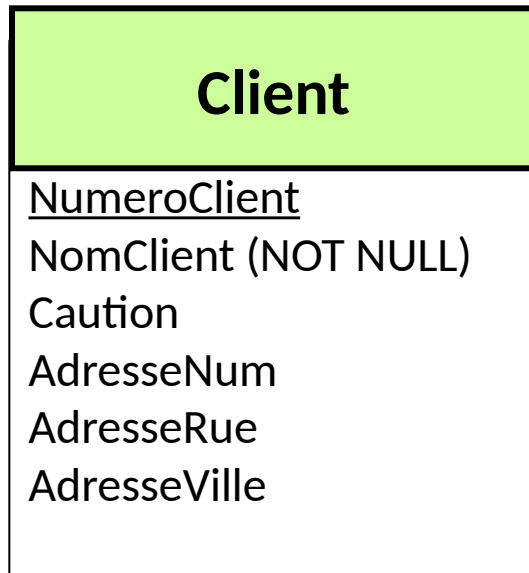 Client
NumeroClient
NomClient (NOT NULL)
Caution
AdresseNum
AdresseRue
AdresseVille